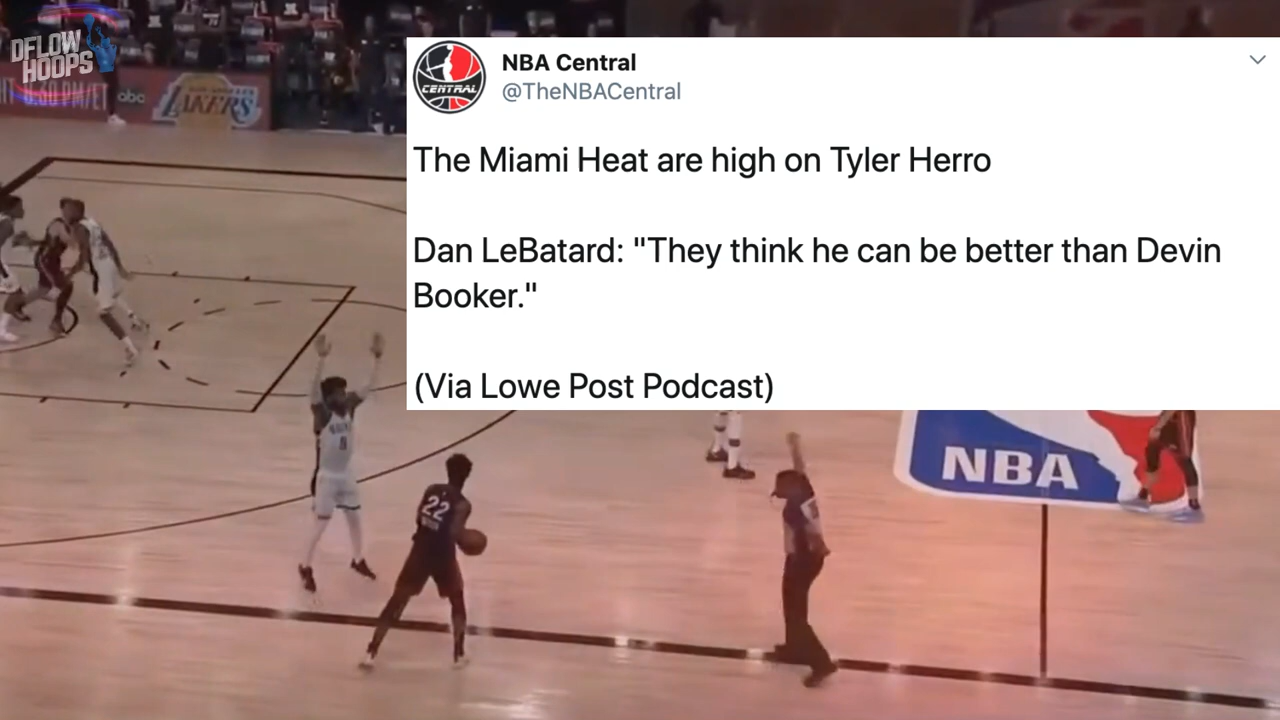 DFLOW
HOOPS
NBA Central
@TheNBACentral
CENTRAL
The Miami Heat are high on Tyler Herro
Dan LeBatard: "They think he can be better than Devin
Booker."
(Via Lowe Post Podcast)
abc
LAKERS
NBA
22